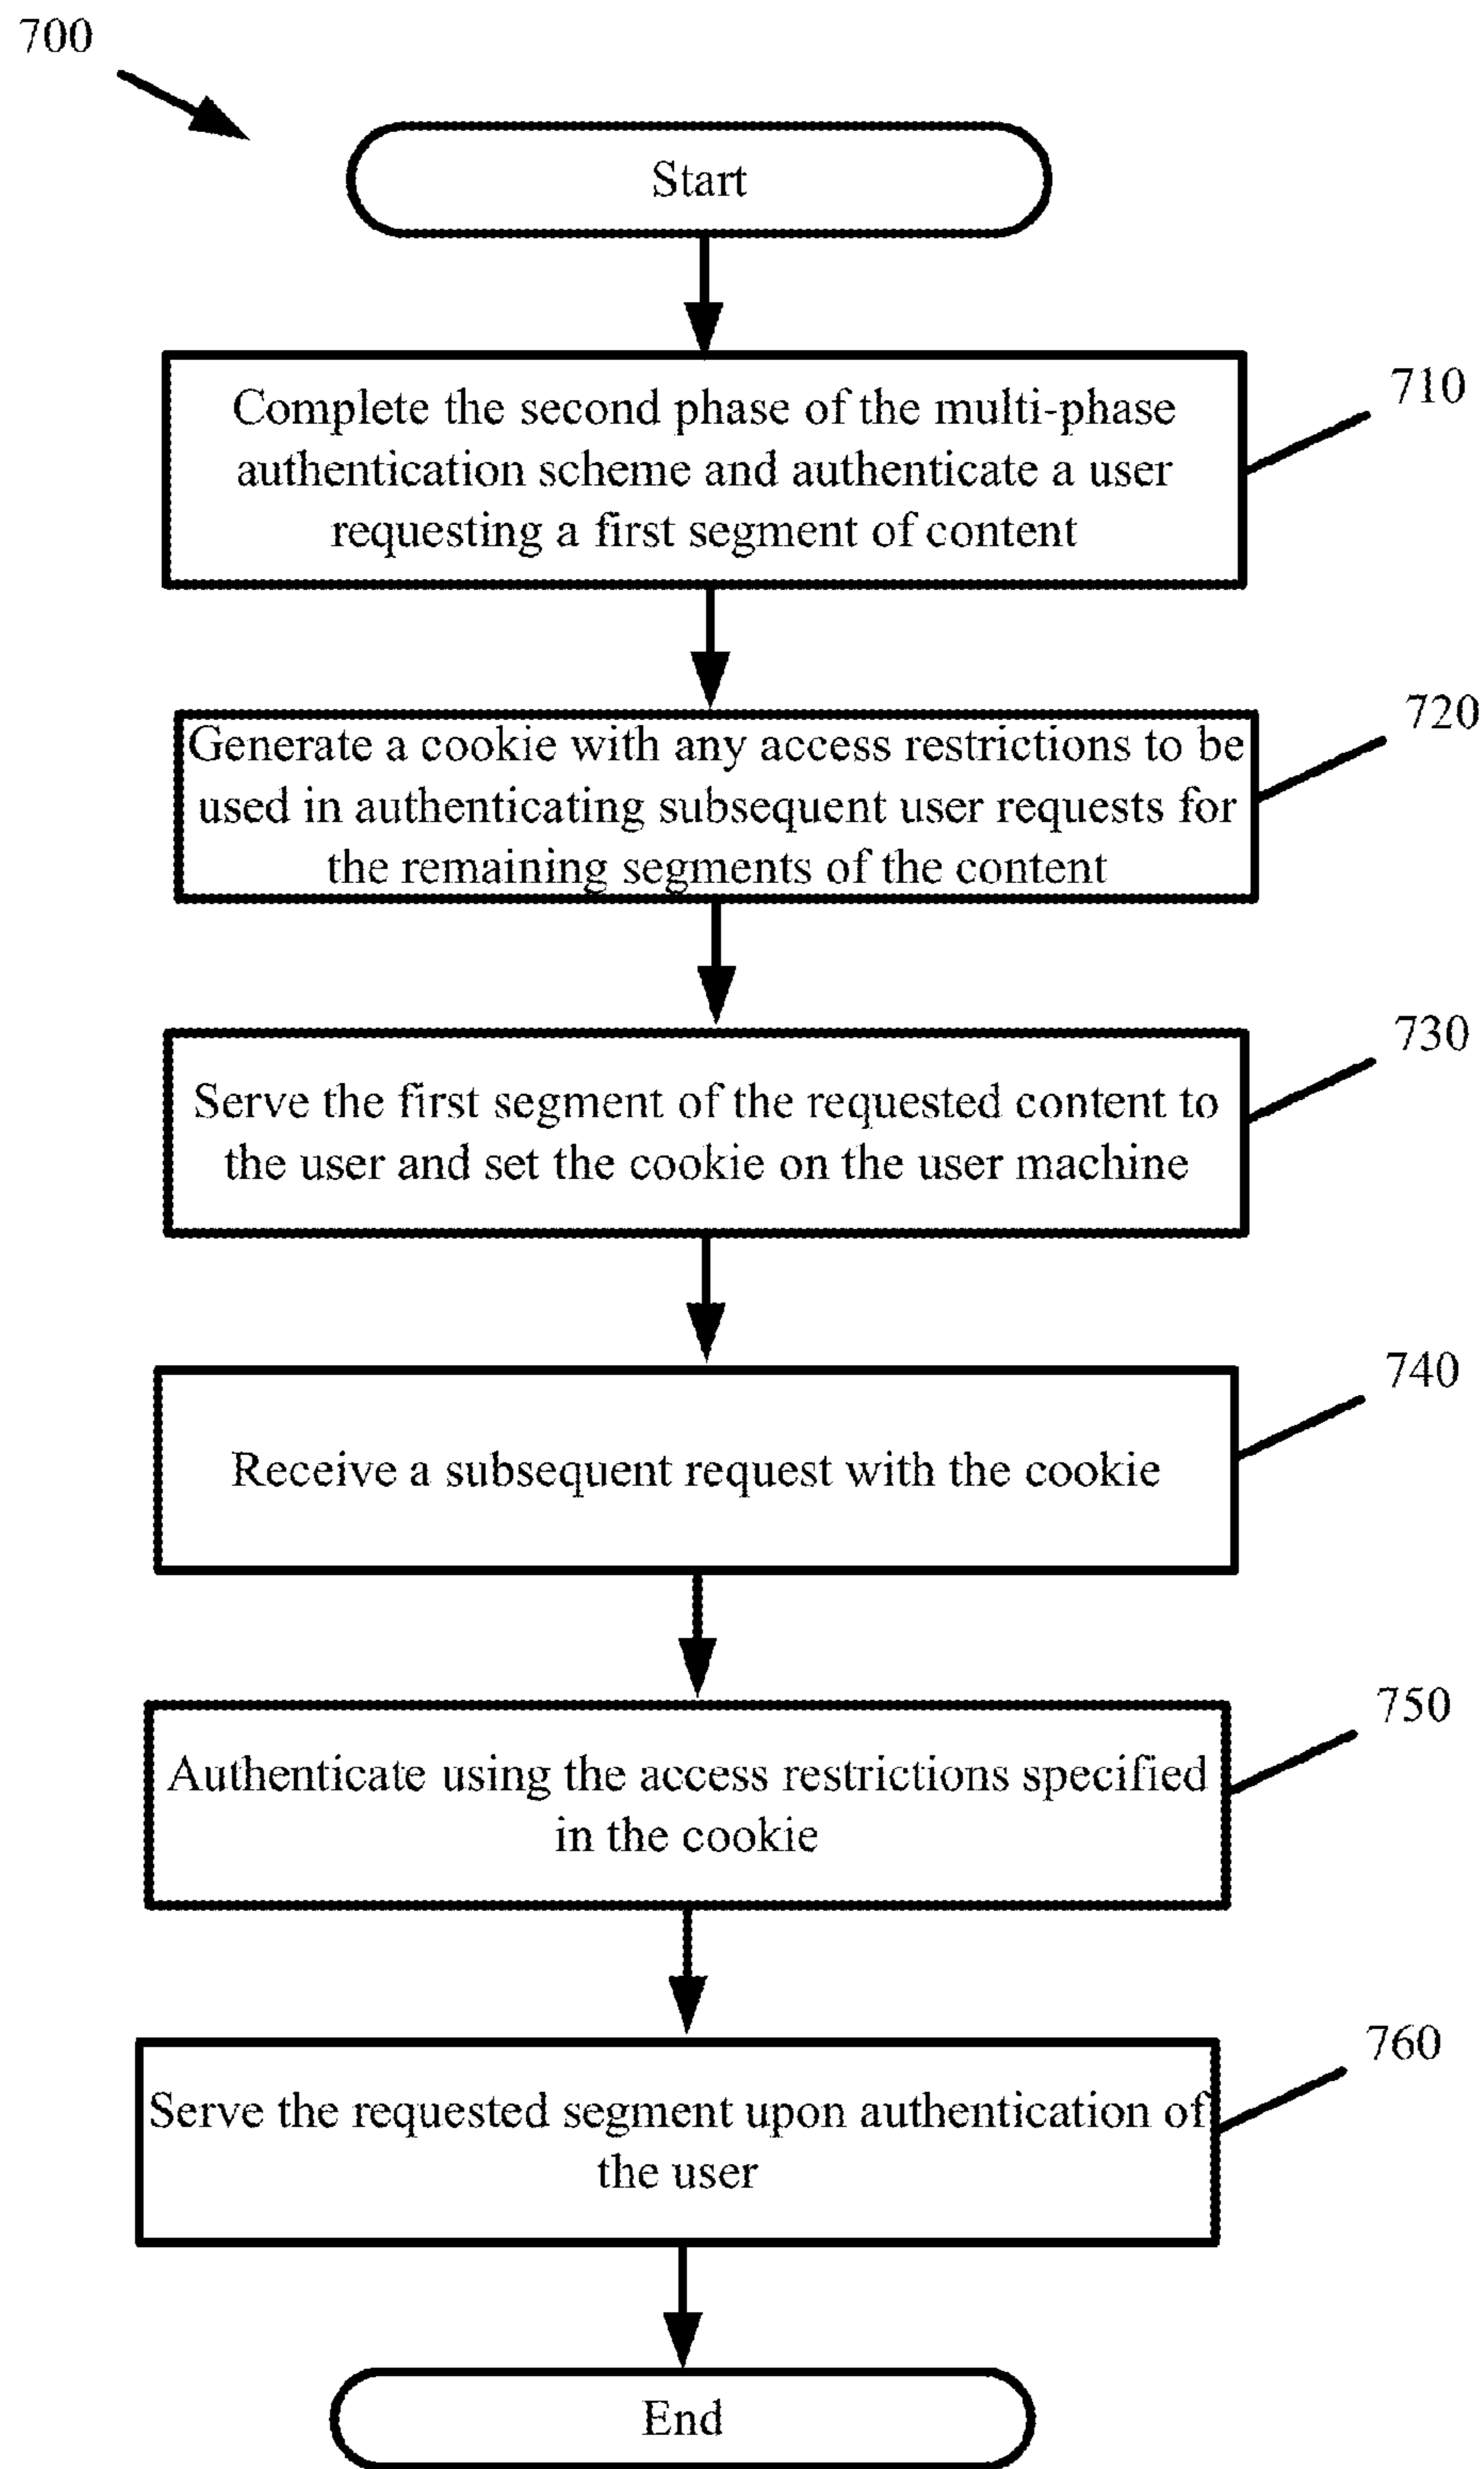 700
Start
Complete the second phase of the multi-phase
authentication scheme and authenticate a user
requesting a first segment of content
710
Generate a cookie with any access restrictions to be
used in authenticating subsequent user requests for
the remaining segments of the content
720
Serve the first segment of the requested content to
the user and set the cookie on the user machine
730
Receive a subsequent request with the cookie
740
Authenticate using the access restrictions specified
in the cookie
750
Serve the requested segment upon authentication of
the user
760
End